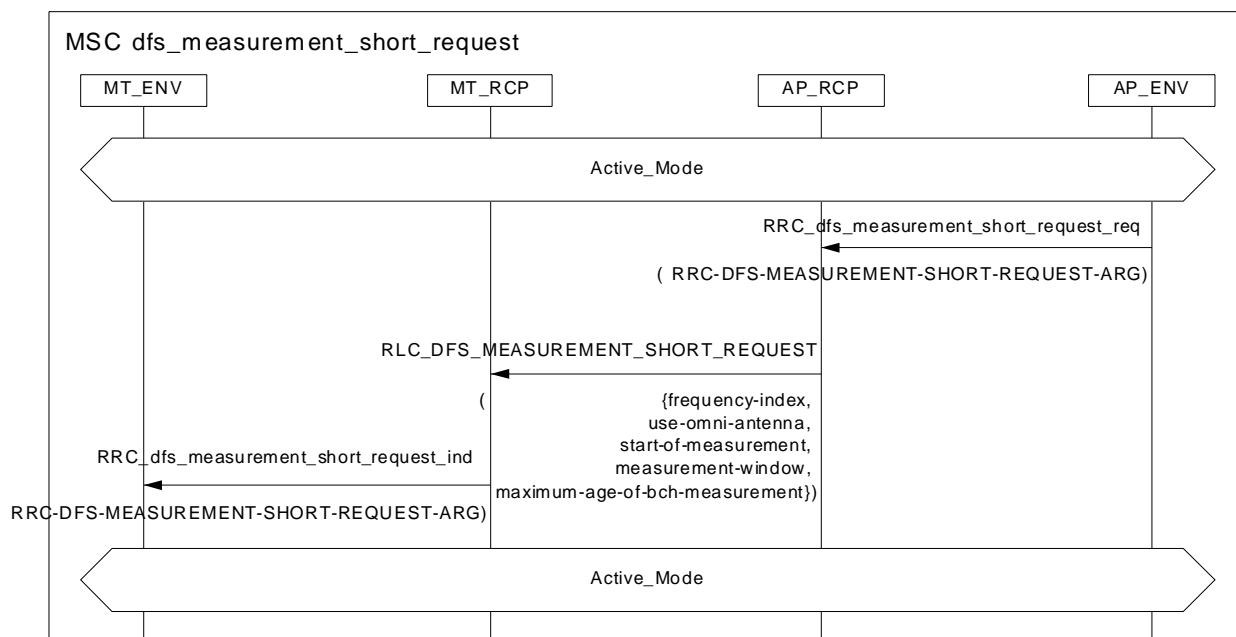 MSC dfs_measurement_short_request
MT_ENV
MT_RCP
AP_RCP
AP_ENV
Active_Mode
RRC_dfs_measurement_short_request_req
( RRC-DFS-MEASUREMENT-SHORT-REQUEST-ARG)
RLC_DFS_MEASUREMENT_SHORT_REQUEST
( {frequency-index,
use-omni-antenna,
start-of-measurement,
measurement-window,
maximum-age-of-bch-measurement})
RRC_dfs_measurement_short_request_ind
RRC-DFS-MEASUREMENT-SHORT-REQUEST-ARG)
Active_Mode